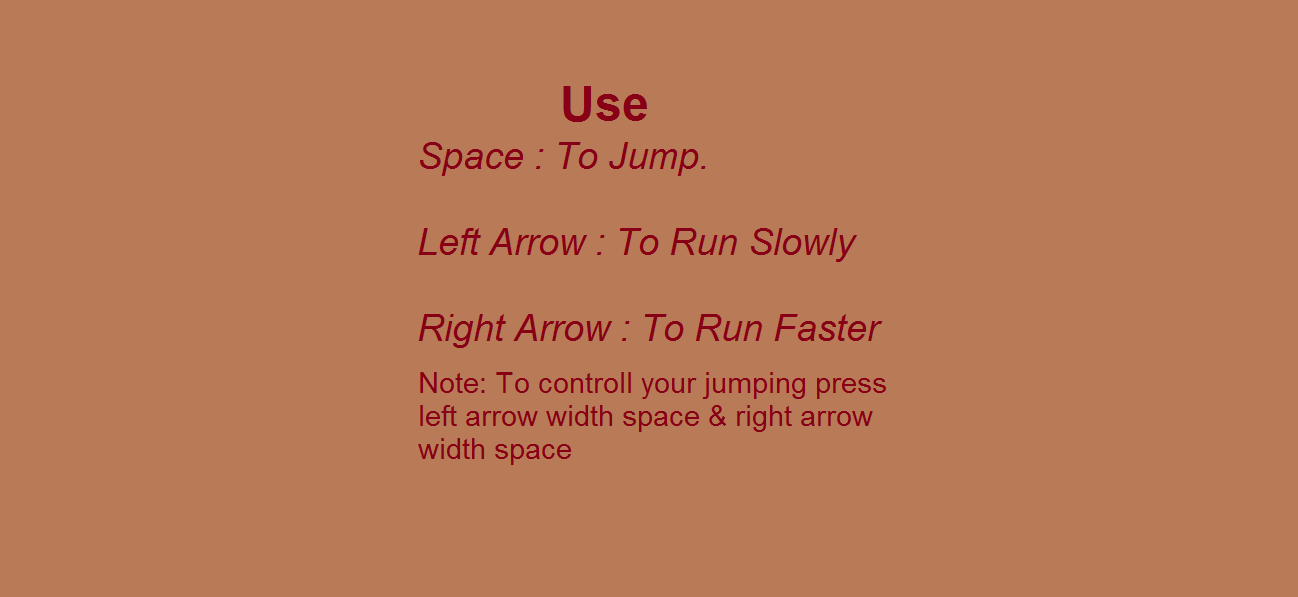 Use
Space : To Jump.
Left Arrow : To Run Slowly
Right Arrow : To Run Faster
Note: To controll your jumping press
left arrow width space & right arrow
width space